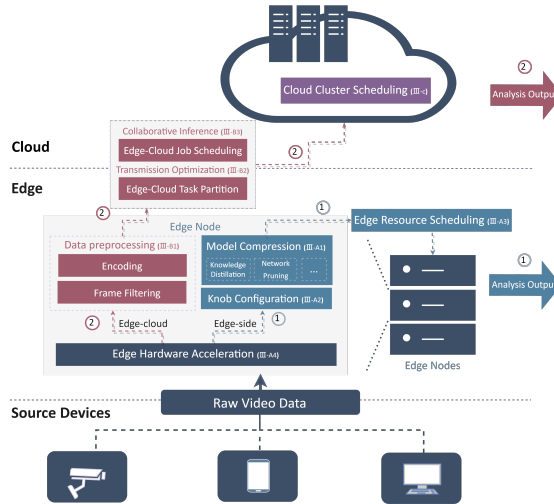 Cloud Cluster Scheduling (III-c)
②
Analysis Output
Collaborative Inference (III-B3)
Edge-Cloud Job Scheduling
②
Cloud
Transmission Optimization (III-B2)
Edge-Cloud Task Partition
Edge
②
①
Edge Node
Edge Resource Scheduling (III-A3)
Data preprocessing (III-B1)
Model Compression (III-A1)
Encoding
Knowledge
Distillation
Network
Pruning
...
①
Analysis Output
Frame Filtering
Knob Configuration (III-A2)
②
Edge-cloud
Edge-side
①
Edge Hardware Acceleration (III-A4)
Edge Nodes
Raw Video Data
Source Devices